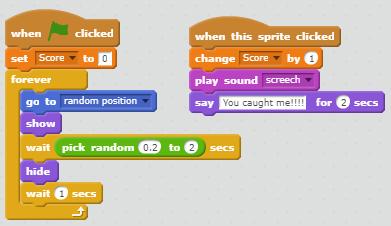 when clicked
set Score to 0
forever
go to random position
show
wait pick random 0.2 to 2 secs
hide
wait 1 secs
when this sprite clicked
change Score by 1
play sound screech
say You caught me!!!! for 2 secs